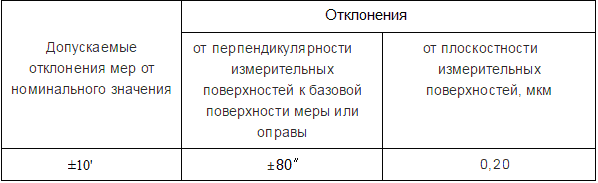 Отклонения
Допускаемые
отклонения мер от
номинального значения
от перпендикулярности
измерительных
поверхностей к базовой
поверхности меры или
оправы
от плоскостности
измерительных
поверхностей, мкм
±10'
±80″
0,20